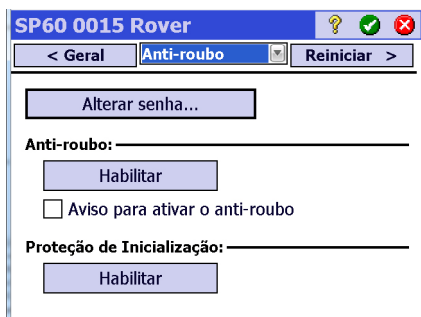 SP60 0015 Rover ?
< Geral Anti-roubo Reiniciar >
Alterar senha...
Anti-roubo:
Habilitar
Aviso para ativar o anti-roubo
Proteção de Inicialização:
Habilitar